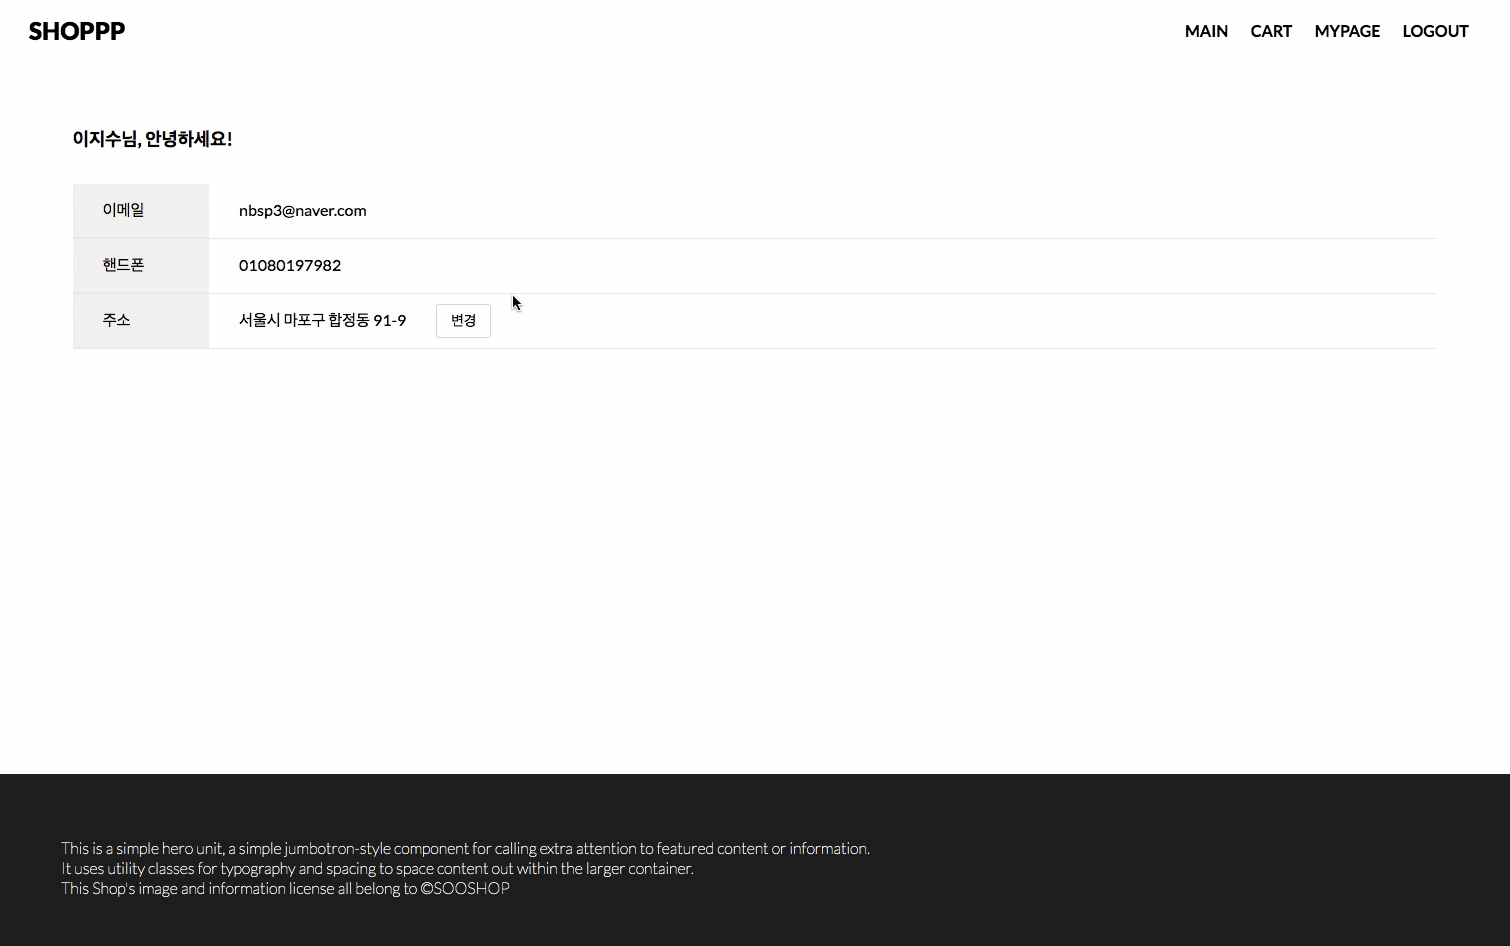 SHOPPP
MAIN CART MYPAGE LOGOUT
이지수님, 안녕하세요!
이메일 nbsp3@naver.com
핸드폰 01080197982
주소 서울시 마포구 합정동 91-9 변경
This is a simple hero unit, a simple jumbotron-style component for calling extra attention to featured content or information.
It uses utility classes for typography and spacing to space content out within the larger container.
This Shop's image and information license all belong to ©SOOSHOP